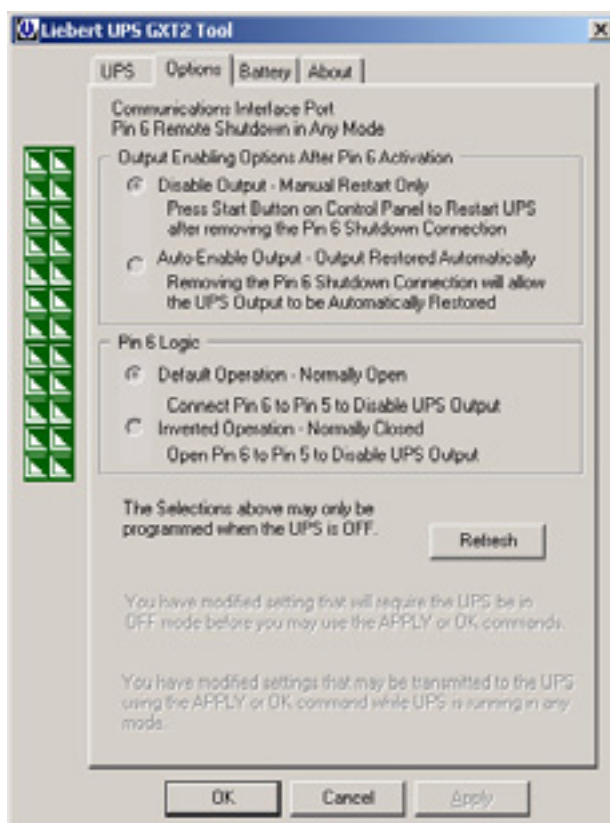 Liebert UPS GXT2 Tool
UPS
Options
Battery
About
Communications Interface Port
Pin 6 Remote Shutdown in Any Mode
Output Enabling Options After Pin 6 Activation
Disable Output - Manual Restart Only
Press Start Button on Control Panel to Restart UPS
after removing the Pin 6 Shutdown Connection
Auto-Enable Output - Output Restored Automatically
Removing the Pin 6 Shutdown Connection will allow
the UPS Output to be Automatically Restored
Pin 6 Logic
Default Operation - Normally Open
Connect Pin 6 to Pin 5 to Disable UPS Output
Inverted Operation - Normally Closed
Open Pin 6 to Pin 5 to Disable UPS Output
The Selections above may only be
programmed when the UPS is OFF.
Refresh
You have modified setting that will require the UPS be in
OFF mode before you may use the APPLY or OK commands.
You have modified settings that may be transmitted to the UPS
using the APPLY or OK command while UPS is running in any
mode.
OK
Cancel
Apply